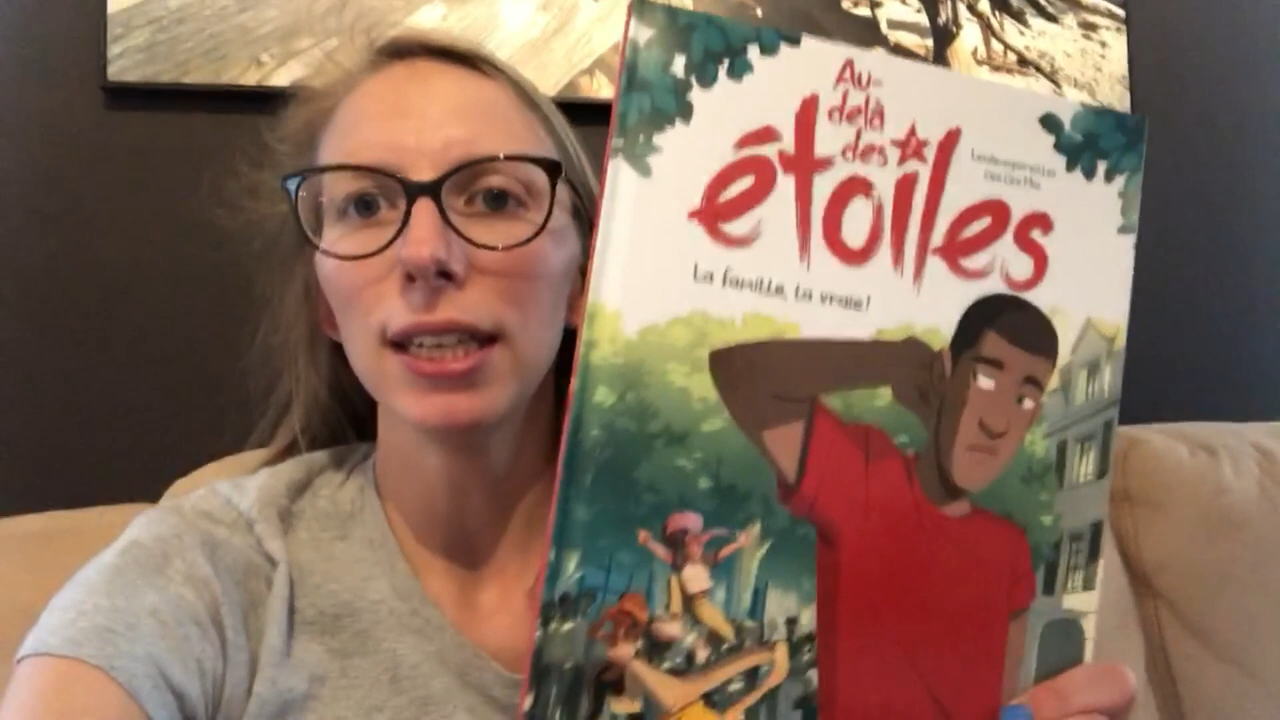 Au-
delà
des
étoiles
La famille, la vraie!